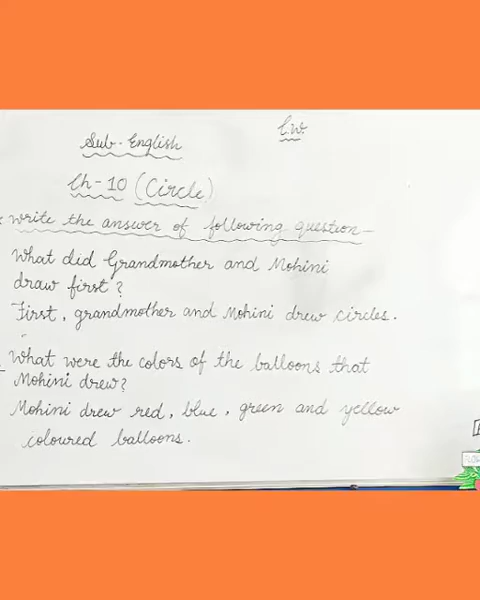 C.W.
Sub- English
Ch-10 (Circle)
write the answer of following question-
What did Grandmother and Mohini
draw first?
First, grandmother and Mohini drew circles.
What were the colors of the balloons that
Mohini drew?
Mohini drew red, blue, green and yellow
coloured balloons.